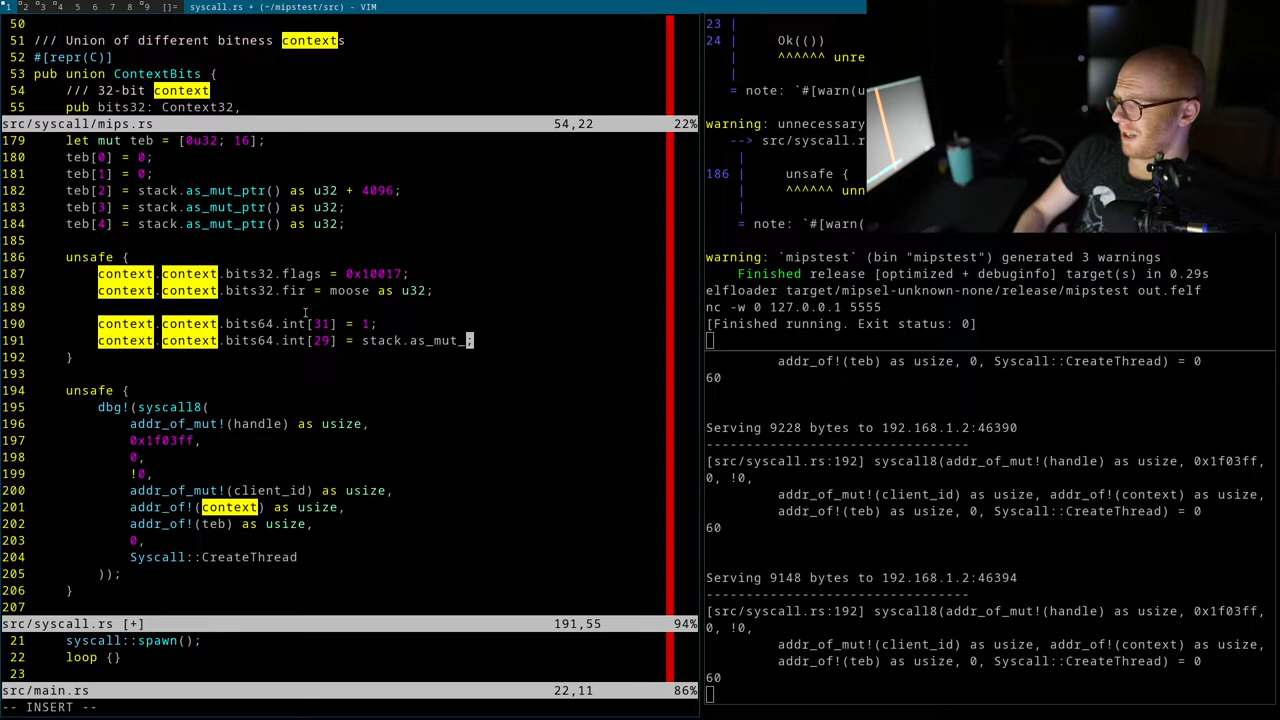 1 2 3 4 5 6 7 8 9 []= syscall.rs + (~/mipstest/src) - VIM
50
51 /// Union of different bitness contexts
52 #[repr(C)]
53 pub union ContextBits {
54     /// 32-bit context
55     pub bits32: Context32,
src/syscall/mips.rs 54,22 22%
179     let mut teb = [0u32; 16];
180     teb[0] = 0;
181     teb[1] = 0;
182     teb[2] = stack.as_mut_ptr() as u32 + 4096;
183     teb[3] = stack.as_mut_ptr() as u32;
184     teb[4] = stack.as_mut_ptr() as u32;
185
186     unsafe {
187         context.context.bits32.flags = 0x10017;
188         context.context.bits32.fir = moose as u32;
189
190         context.context.bits64.int[31] = 1;
191         context.context.bits64.int[29] = stack.as_mut_;
192     }
193
194     unsafe {
195         dbg!(syscall8(
196             addr_of_mut!(handle) as usize,
197             0x1f03ff,
198             0,
199             !0,
200             addr_of_mut!(client_id) as usize,
201             addr_of!(context) as usize,
202             addr_of!(teb) as usize,
203             0,
204             Syscall::CreateThread
205         ));
206     }
207
src/syscall.rs [+] 191,55 94%
21     syscall::spawn();
22     loop {}
23
src/main.rs 22,11 86%
-- INSERT --
23 |
24 |     Ok(())
   |     ^^^^^^ unre
   |
   = note: `#[warn(u
warning: unnecessary
   --> src/syscall.r
    |
186 |     unsafe {
    |     ^^^^^^ unn
    |
    = note: `#[warn(
warning: `mipstest` (bin "mipstest") generated 3 warnings
    Finished release [optimized + debuginfo] target(s) in 0.29s
elfloader target/mipsel-unknown-none/release/mipstest out.felf
nc -w 0 127.0.0.1 5555
[Finished running. Exit status: 0]
        addr_of!(teb) as usize, 0, Syscall::CreateThread) = 0
60
Serving 9228 bytes to 192.168.1.2:46390
-------------------------------
[src/syscall.rs:192] syscall8(addr_of_mut!(handle) as usize, 0x1f03ff,
0, !0,
        addr_of_mut!(client_id) as usize, addr_of!(context) as usize,
        addr_of!(teb) as usize, 0, Syscall::CreateThread) = 0
60
Serving 9148 bytes to 192.168.1.2:46394
-------------------------------
[src/syscall.rs:192] syscall8(addr_of_mut!(handle) as usize, 0x1f03ff,
0, !0,
        addr_of_mut!(client_id) as usize, addr_of!(context) as usize,
        addr_of!(teb) as usize, 0, Syscall::CreateThread) = 0
60